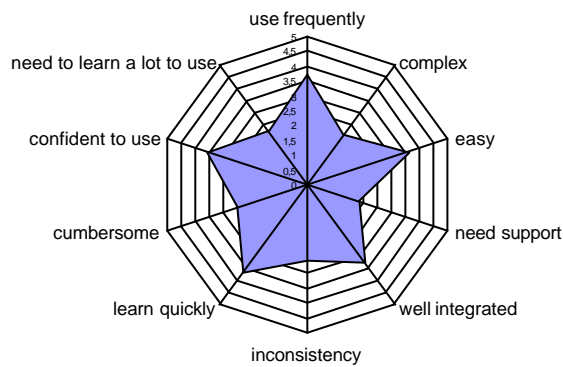 use frequently
5
4,5
4
3,5
3
2,5
2
1,5
1
0,5
0
need to learn a lot to use
complex
confident to use
easy
cumbersome
need support
learn quickly
well integrated
inconsistency